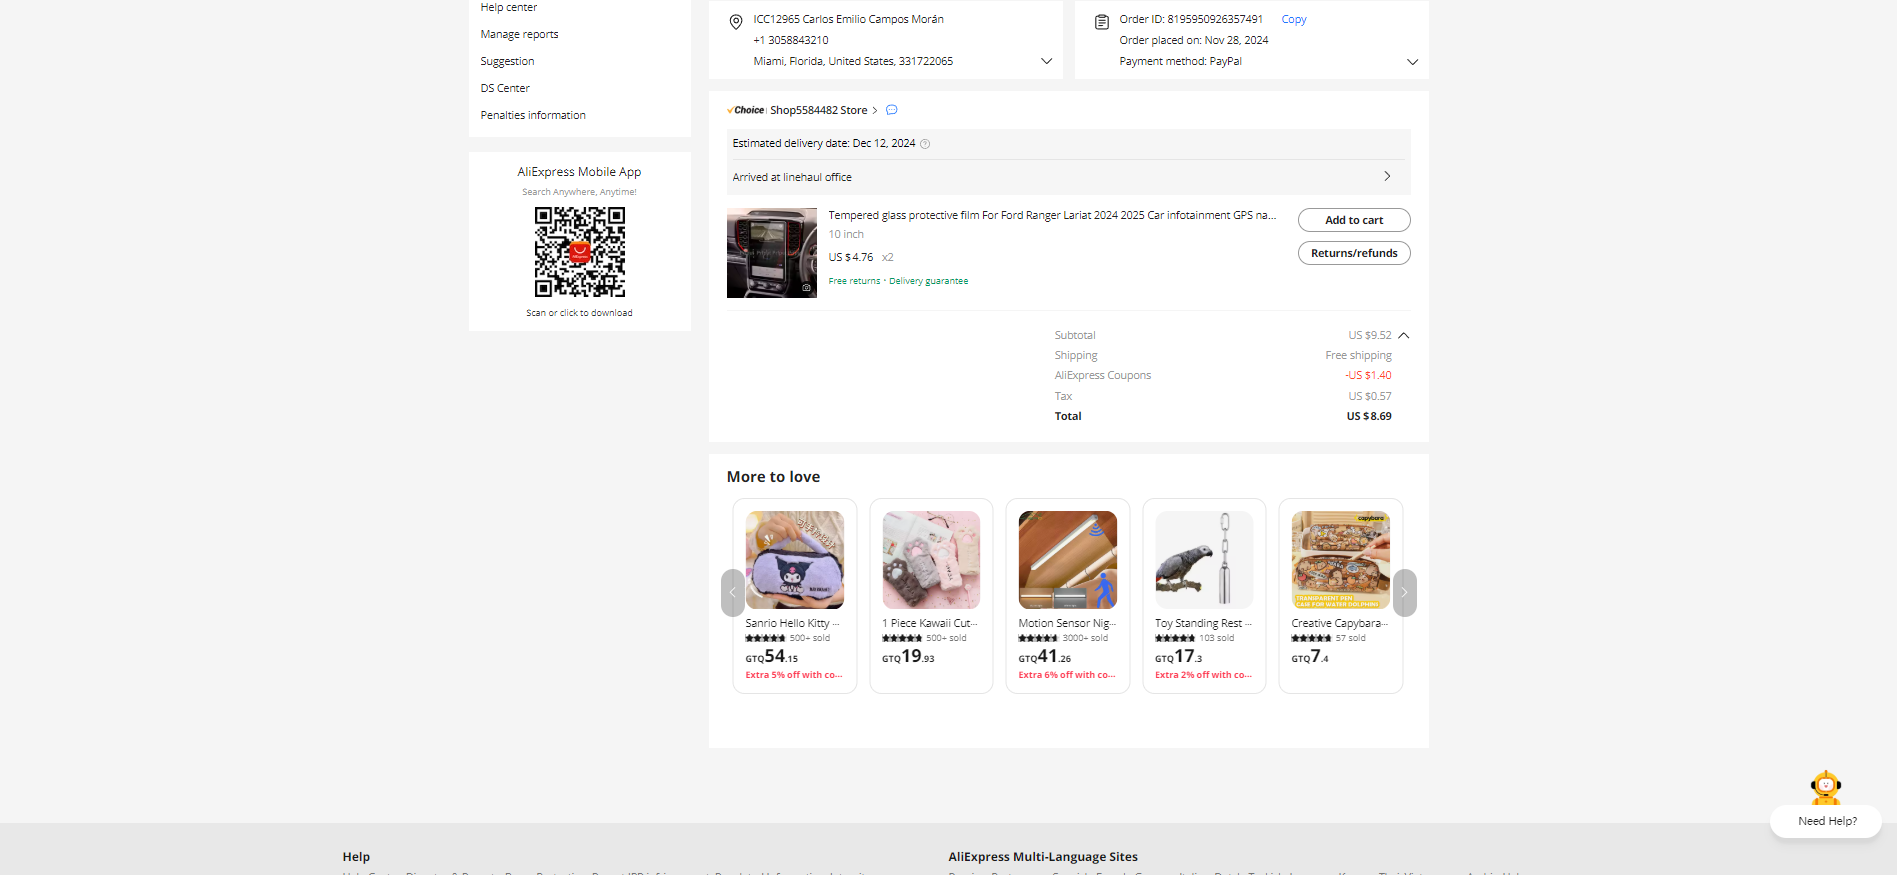 Help center
Manage reports
Suggestion
DS Center
Penalties information
AliExpress Mobile App
Search Anywhere, Anytime!
Scan or click to download
ICC12965 Carlos Emilio Campos Morán
+1 3058843210
Miami, Florida, United States, 331722065
Order ID: 8195950926357491 Copy
Order placed on: Nov 28, 2024
Payment method: PayPal
Choice Shop5584482 Store
Estimated delivery date: Dec 12, 2024
Arrived at linehaul office
Tempered glass protective film For Ford Ranger Lariat 2024 2025 Car infotainment GPS na...
10 inch
US $4.76 x2
Free returns · Delivery guarantee
Add to cart
Returns/refunds
Subtotal US $9.52
Shipping Free shipping
AliExpress Coupons -US $1.40
Tax US $0.57
Total US $8.69
More to love
Sanrio Hello Kitty ...
500+ sold
GTQ54.15
Extra 5% off with co...
1 Piece Kawaii Cut...
500+ sold
GTQ19.93
Motion Sensor Nig...
3000+ sold
GTQ41.26
Extra 6% off with co...
Toy Standing Rest ...
103 sold
GTQ17.3
Extra 2% off with co...
capybara
TRANSPARENT PEN
Creative Capybara...
57 sold
GTQ7.4
Need Help?
Help
AliExpress Multi-Language Sites